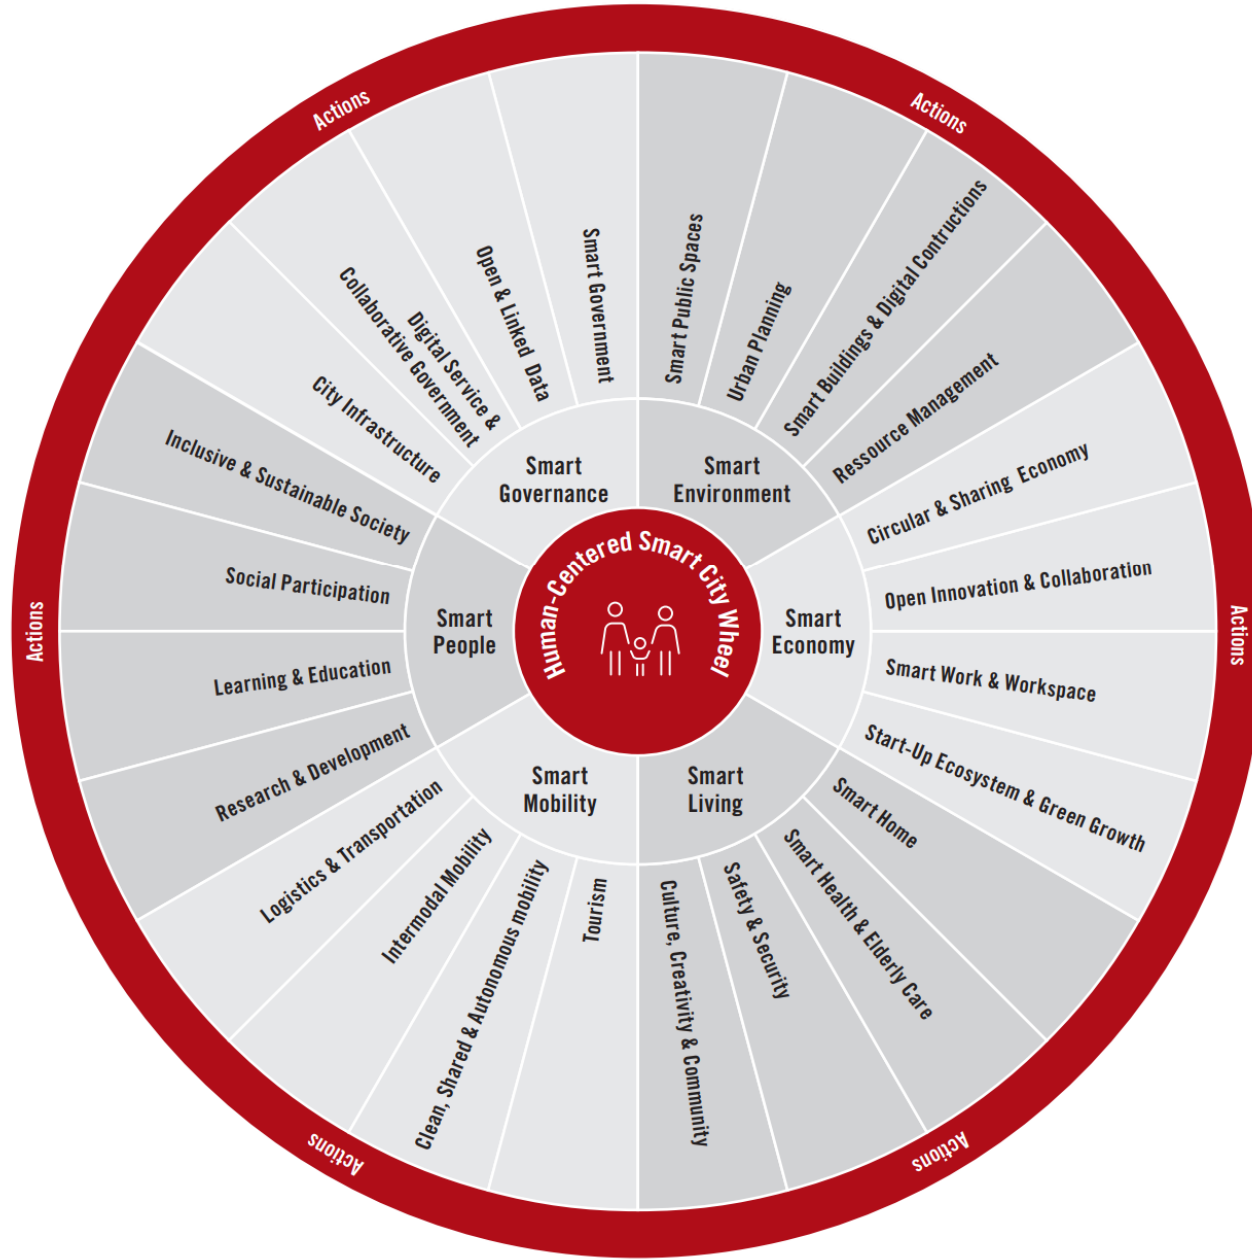 Human-Centered Smart City Wheel
Smart
Environment
Smart Public Spaces
Urban Planning
Smart Buildings & Digital Contructions
Ressource Management
Smart
Economy
Circular & Sharing Economy
Open Innovation & Collaboration
Smart Work & Workspace
Start-Up Ecosystem & Green Growth
Smart
Living
Smart Home
Smart Health & Elderly Care
Safety & Security
Culture, Creativity & Community
Smart
Mobility
Tourism
Clean, Shared & Autonomous mobility
Intermodal Mobility
Logistics & Transportation
Smart
People
Research & Development
Learning & Education
Social Participation
Inclusive & Sustainable Society
Smart
Governance
City Infrastructure
Digital Service &
Collaborative Government
Open & Linked Data
Smart Government
Actions
Actions
Actions
Actions
Actions
Actions